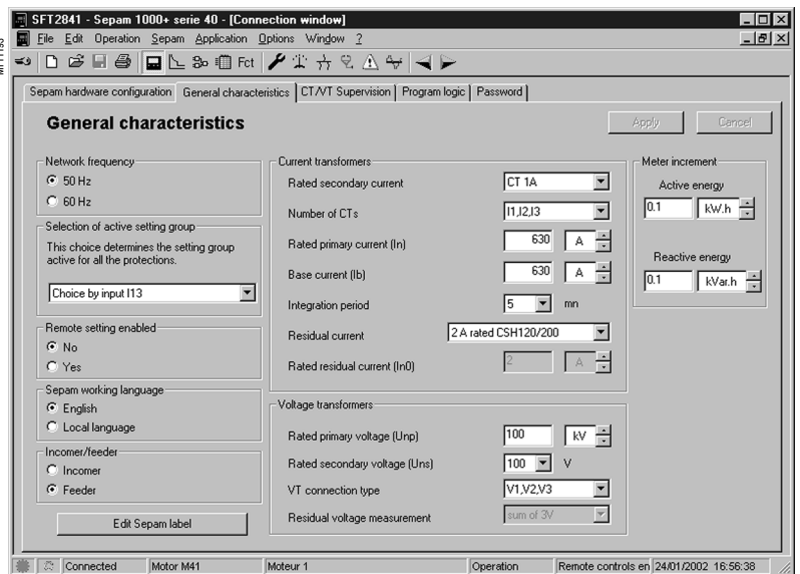 SFT2841 - Sepam 1000+ serie 40 - [Connection window]
File Edit Operation Sepam Application Options Window ?
Fct
Sepam hardware configuration General characteristics CT/VT Supervision Program logic Password
General characteristics
Apply Cancel
Network frequency
50 Hz
60 Hz
Selection of active setting group
This choice determines the setting group
active for all the protections.
Choice by input I13
Remote setting enabled
No
Yes
Sepam working language
English
Local language
Incomer/feeder
Incomer
Feeder
Edit Sepam label
Current transformers
Rated secondary current CT 1A
Number of CTs I1,I2,I3
Rated primary current (In) 630 A
Base current (Ib) 630 A
Integration period 5 mn
Residual current 2 A rated CSH120/200
Rated residual current (In0) 2 A
Voltage transformers
Rated primary voltage (Unp) 100 kV
Rated secondary voltage (Uns) 100 V
VT connection type V1,V2,V3
Residual voltage measurement sum of 3V
Meter increment
Active energy
0.1 kW.h
Reactive energy
0.1 kVar.h
Connected Motor M41 Moteur 1 Operation Remote controls en 24/01/2002 16:56:38